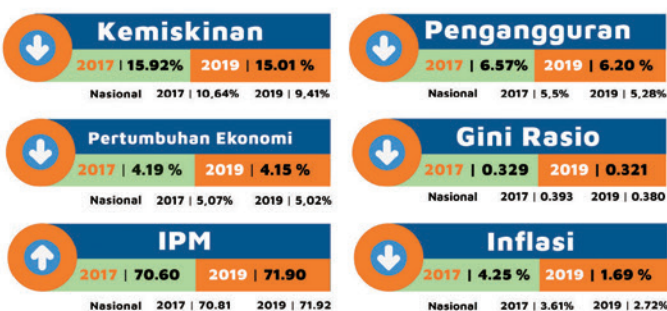 Kemiskinan
2017 | 15.92% 2019 | 15.01 %
Nasional 2017 | 10,64% 2019 | 9,41%
Pengangguran
2017 | 6.57% 2019 | 6.20 %
Nasional 2017 | 5,5% 2019 | 5,28%
Pertumbuhan Ekonomi
2017 | 4.19 % 2019 | 4.15 %
Nasional 2017 | 5,07% 2019 | 5,02%
Gini Rasio
2017 | 0.329 2019 | 0.321
Nasional 2017 | 0.393 2019 | 0.380
IPM
2017 | 70.60 2019 | 71.90
Nasional 2017 | 70.81 2019 | 71.92
Inflasi
2017 | 4.25 % 2019 | 1.69 %
Nasional 2017 | 3.61% 2019 | 2.72%